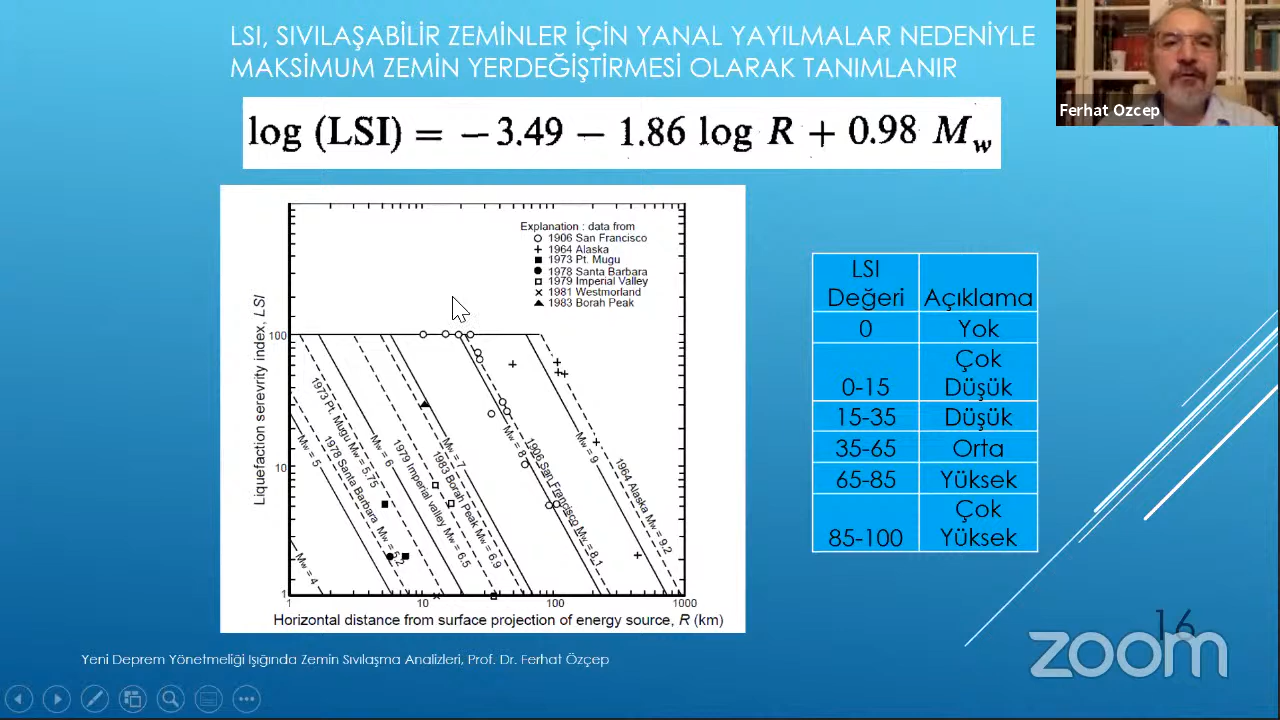 LSI, SIVILAŞABİLİR ZEMİNLER İÇİN YANAL YAYILMALAR NEDENİYLE
MAKSİMUM ZEMİN YERDEĞİŞTİRMESİ OLARAK TANIMLANIR
Ferhat Ozcep
log (LSI) = −3.49 − 1.86 log R + 0.98 Mw
Explanation : data from
1906 San Francisco
1964 Alaska
1973 Pt. Mugu
1978 Santa Barbara
1979 Imperial Valley
1981 Westmorland
1983 Borah Peak
Liquefaction serevrity index, LSI
100
10
1
Mw = 4
Mw = 5
1978 Santa Barbara Mw = 5.2
1973 Pt. Mugu Mw = 5.75
Mw = 6
1979 Imperial valley Mw = 6.5
1983 Borah Peak Mw = 6.9
Mw = 7
Mw = 8
1906 San Francisco Mw = 8.1
Mw = 9
1964 Alaska Mw = 9.2
1 10 100 1000
Horizontal distance from surface projection of energy source, R (km)
LSI
Değeri Açıklama
0 Yok
Çok
0-15 Düşük
15-35 Düşük
35-65 Orta
65-85 Yüksek
Çok
85-100 Yüksek
16
Yeni Deprem Yönetmeliği Işığında Zemin Sıvılaşma Analizleri, Prof. Dr. Ferhat Özçep
zoom